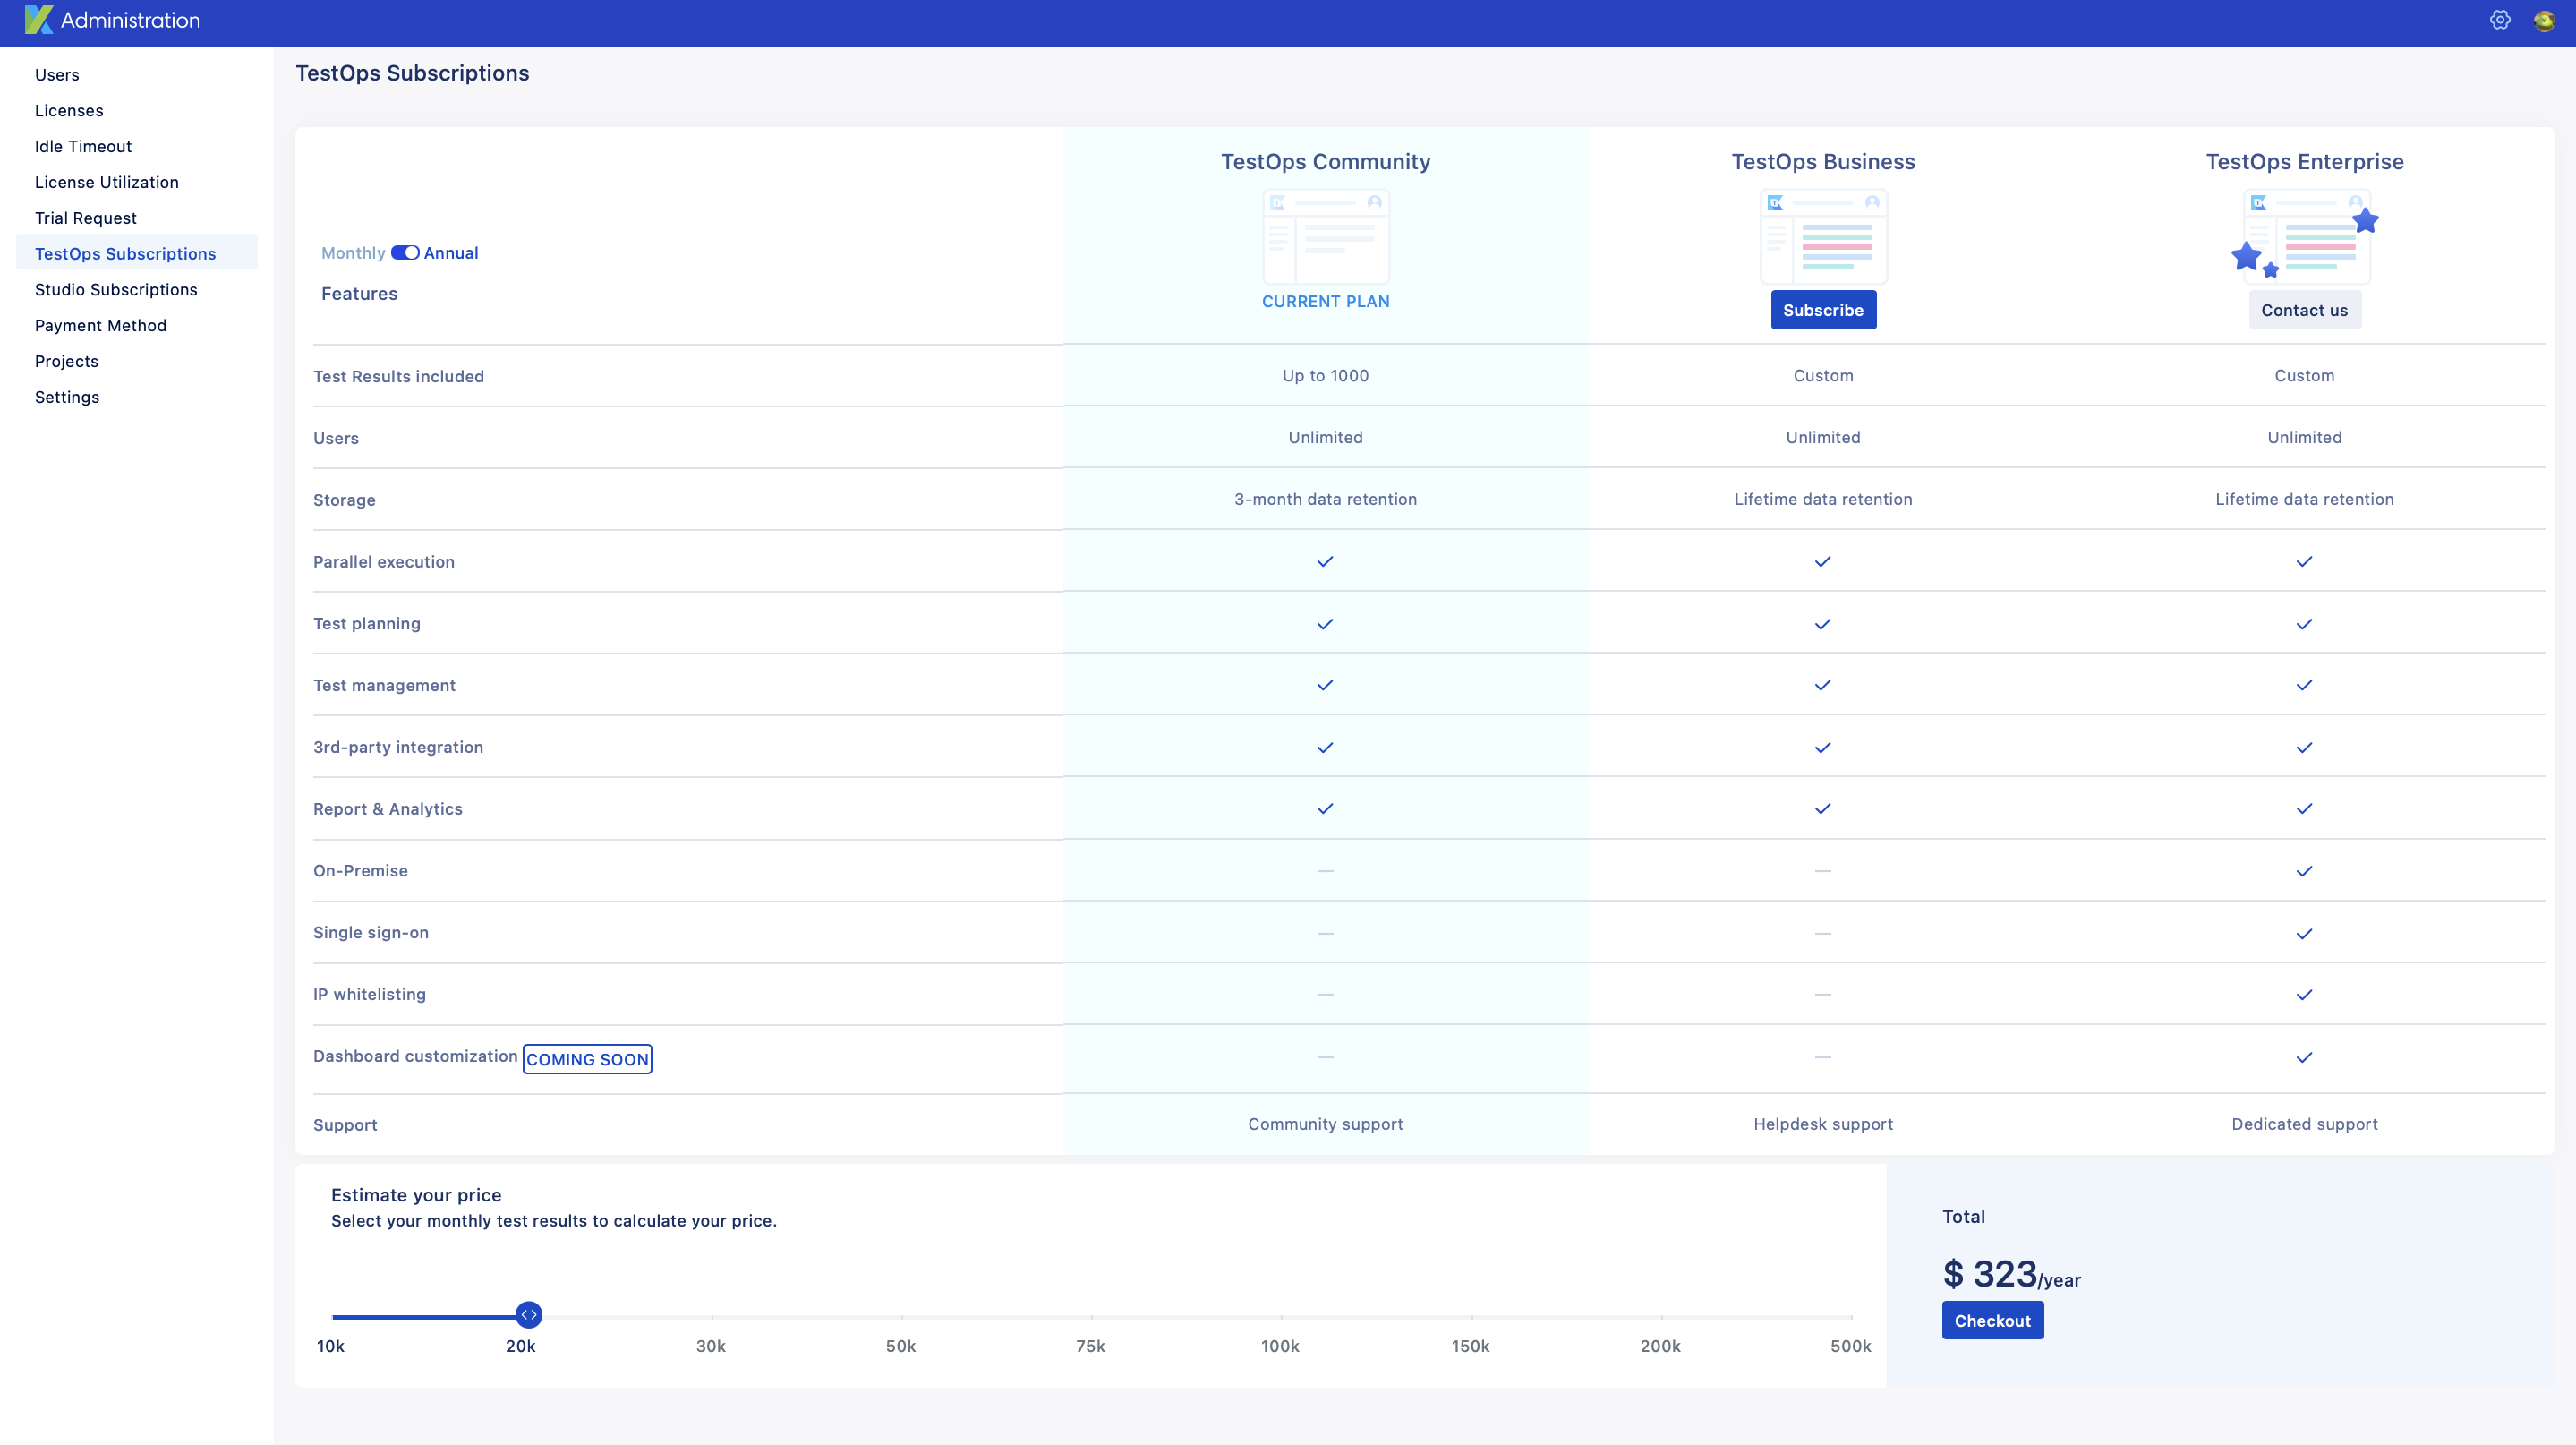 Administration
Users
Licenses
Idle Timeout
License Utilization
Trial Request
TestOps Subscriptions
Studio Subscriptions
Payment Method
Projects
Settings
TestOps Subscriptions
TestOps Community TestOps Business TestOps Enterprise
Monthly Annual
Features
CURRENT PLAN Subscribe Contact us
Test Results included Up to 1000 Custom Custom
Users Unlimited Unlimited Unlimited
Storage 3-month data retention Lifetime data retention Lifetime data retention
Parallel execution
Test planning
Test management
3rd-party integration
Report & Analytics
On-Premise
Single sign-on
IP whitelisting
Dashboard customization COMING SOON
Support Community support Helpdesk support Dedicated support
Estimate your price
Select your monthly test results to calculate your price.
10k 20k 30k 50k 75k 100k 150k 200k 500k
Total
$ 323/year
Checkout